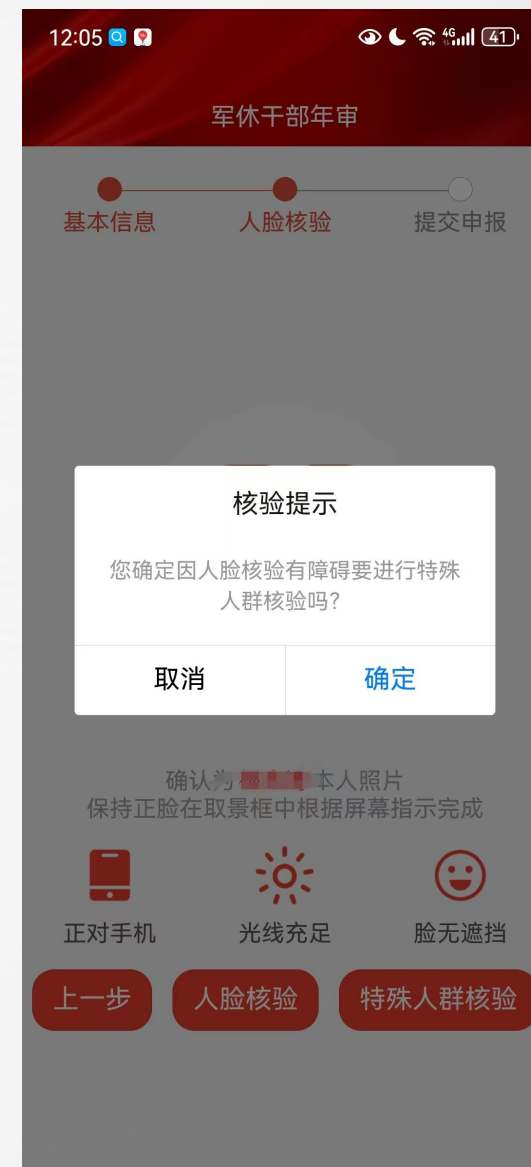 12:05
4G
41
军休干部年审
基本信息
人脸核验
提交申报
核验提示
您确定因人脸核验有障碍要进行特殊
人群核验吗?
取消
确定
确认为 本人照片
保持正脸在取景框中根据屏幕指示完成
正对手机
光线充足
脸无遮挡
上一步
人脸核验
特殊人群核验